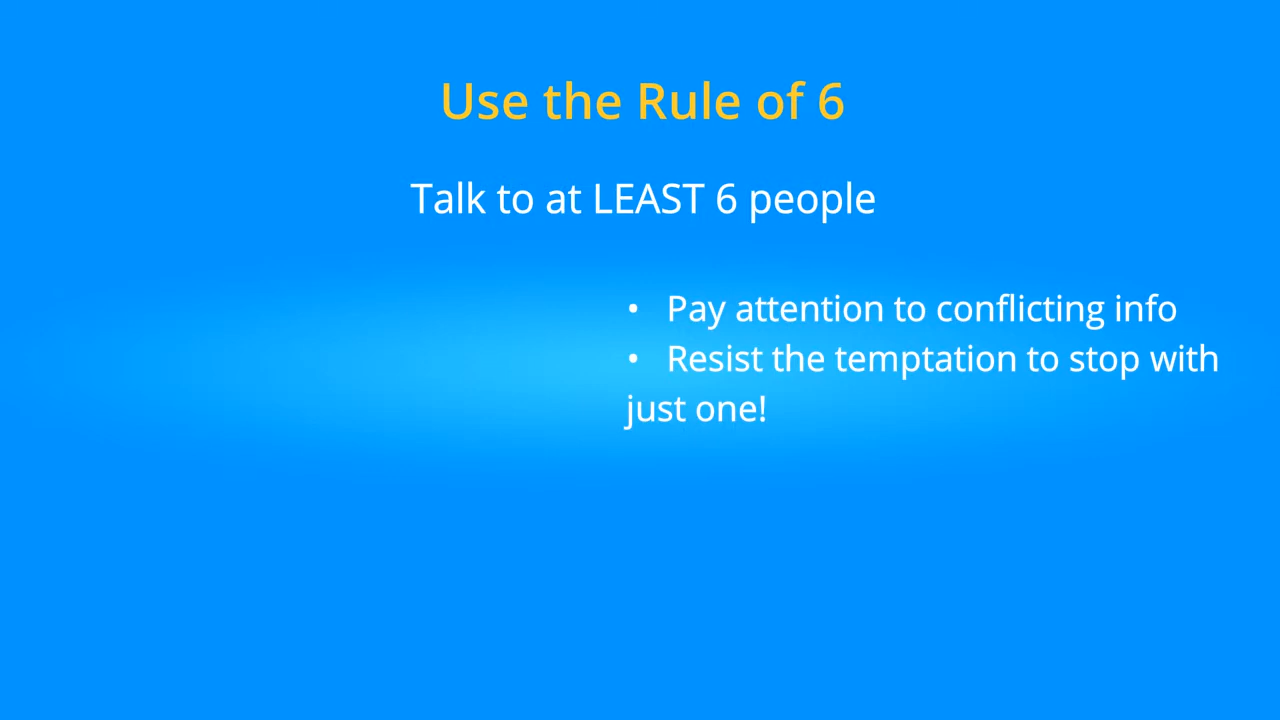 Use the Rule of 6
Talk to at LEAST 6 people
• Pay attention to conflicting info
• Resist the temptation to stop with
just one!